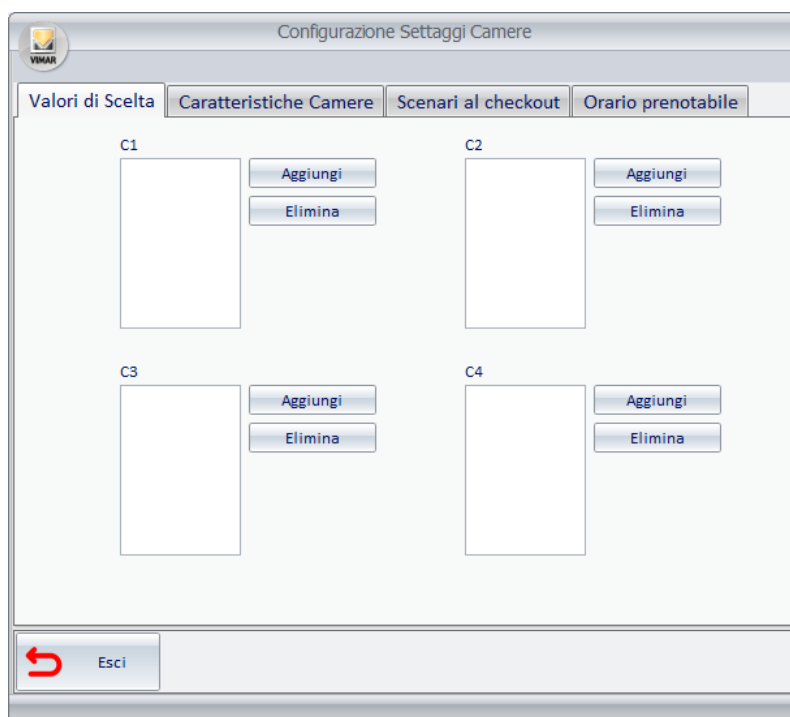 Configurazione Settaggi Camere
VIMAR
Valori di Scelta Caratteristiche Camere Scenari al checkout Orario prenotabile
C1 C2
Aggiungi Aggiungi
Elimina Elimina
C3 C4
Aggiungi Aggiungi
Elimina Elimina
Esci